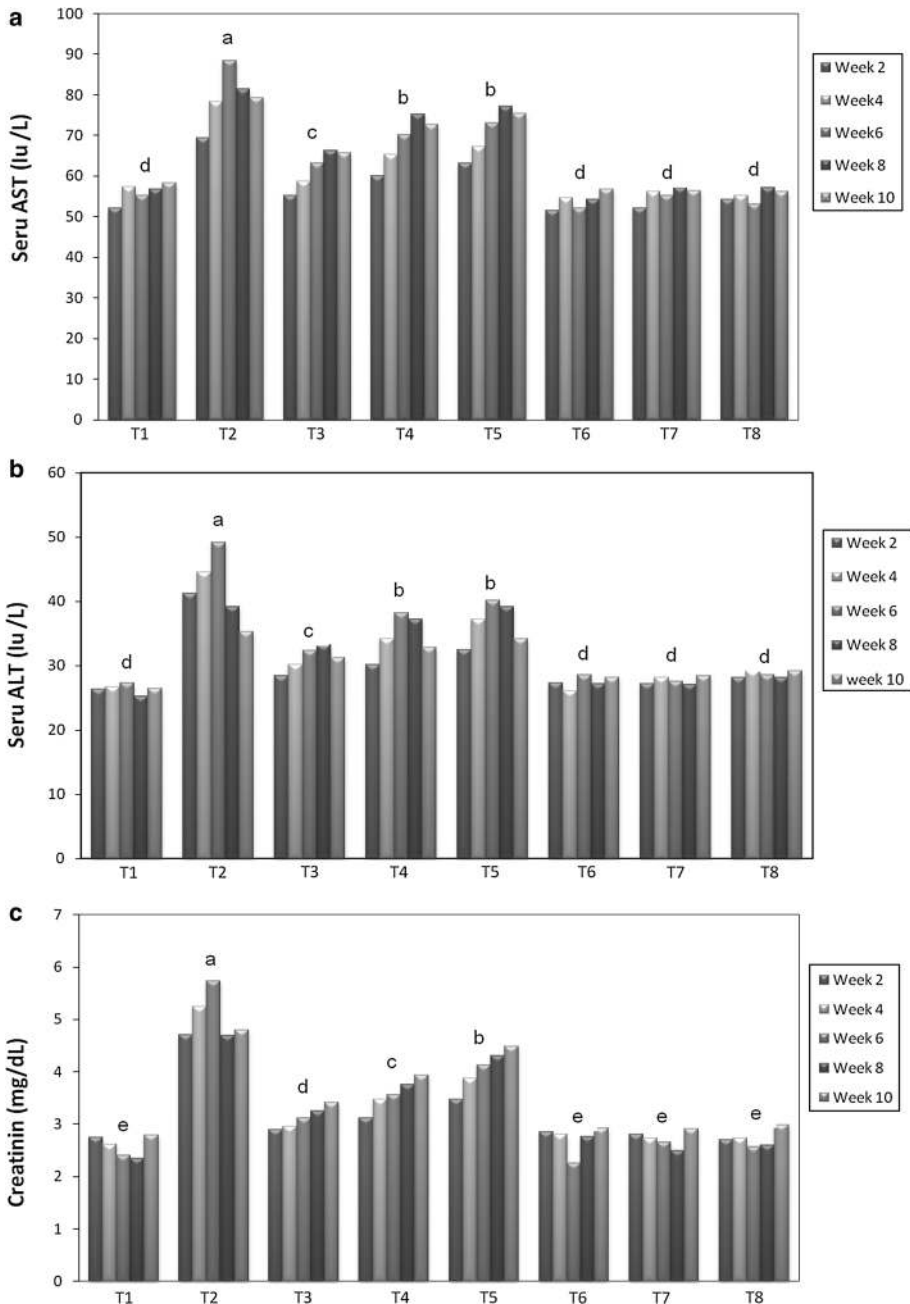 a
Seru AST (Iu /L)
100
90
80
70
60
50
40
30
20
10
0
d
a
c
b
b
d
d
d
T1 T2 T3 T4 T5 T6 T7 T8
Week 2
Week4
Week6
Week 8
Week 10
b
Seru ALT (Iu /L)
60
50
40
30
20
10
0
d
a
c
b
b
d
d
d
T1 T2 T3 T4 T5 T6 T7 T8
Week 2
Week 4
Week 6
Week 8
week 10
c
Creatinin (mg/dL)
7
6
5
4
3
2
1
0
e
a
d
c
b
e
e
e
T1 T2 T3 T4 T5 T6 T7 T8
Week 2
Week 4
Week 6
Week 8
Week 10